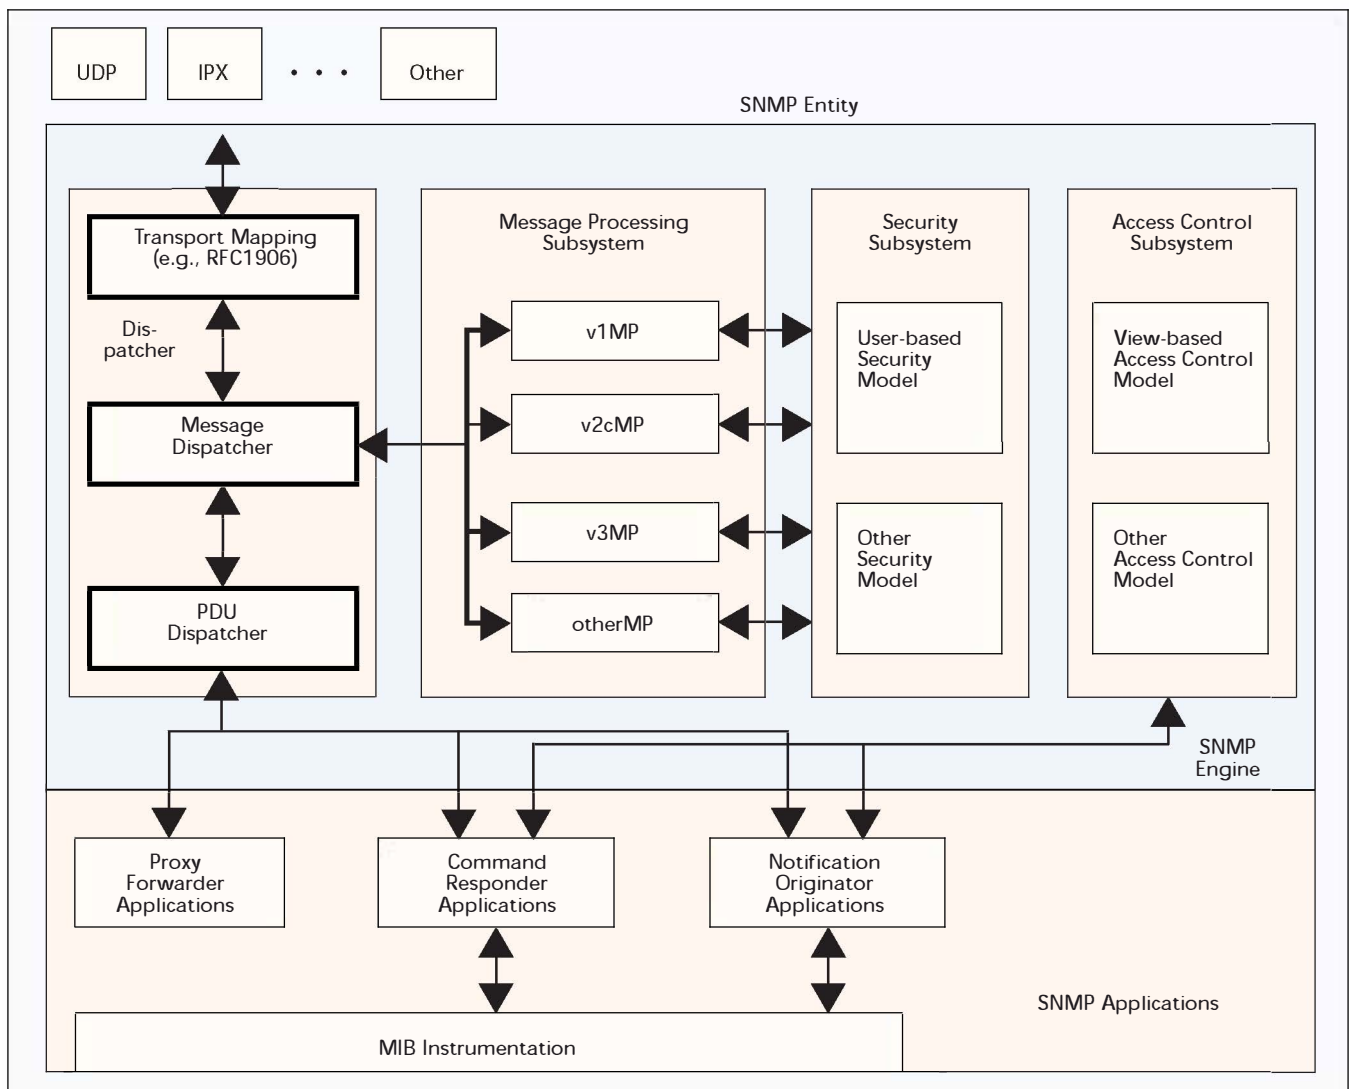 UDP
IPX
. . .
Other
SNMP Entity
Transport Mapping
(e.g., RFC1906)
Dis-
patcher
Message
Dispatcher
PDU
Dispatcher
Message Processing
Subsystem
v1MP
v2cMP
v3MP
otherMP
Security
Subsystem
User-based
Security
Model
Other
Security
Model
Access Control
Subsystem
View-based
Access Control
Model
Other
Access Control
Model
SNMP
Engine
Proxy
Forwarder
Applications
Command
Responder
Applications
Notification
Originator
Applications
SNMP Applications
MIB Instrumentation